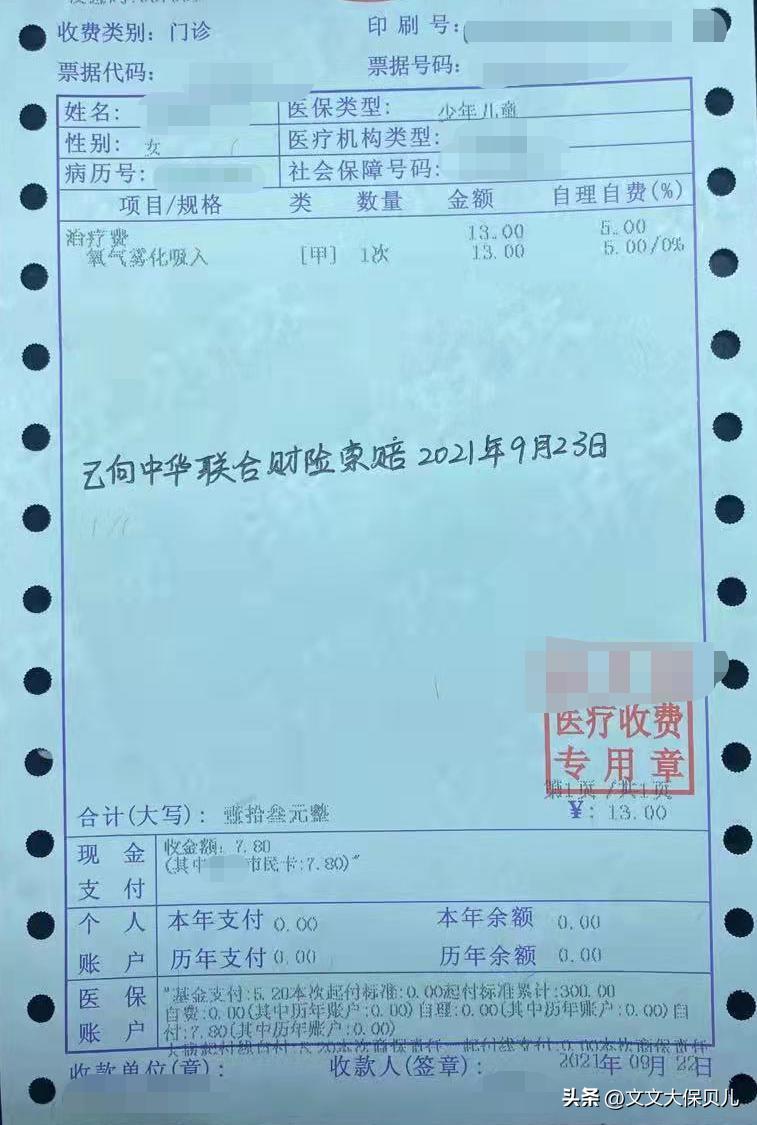 收费类别: 门诊 印刷号:
票据代码: 票据号码:
姓名: 医保类型: 少年儿童
性别: 女 医疗机构类型:
病历号: 社会保障号码:
项目/规格 类 数量 金额 自理自费(%)
治疗费 13.00 5.00
氧气雾化吸入 [甲] 1次 13.00 5.00/0%
已向中华联合财险索赔 2021年9月23日
医疗收费
专用章
第1页 /共1页
合计(大写): 壹拾叁元整 ¥: 13.00
现金支付 收金额: 7.80
(其中 市民卡:7.80)"
个人账户 本年支付 0.00 本年余额 0.00
历年支付 0.00 历年余额 0.00
医保账户 "基金支付:5.20本次起付标准:0.00起付标准累计:300.00
自费:0.00(其中历年账户:0.00)自理:0.00(其中历年账户:0.00)自
付:7.80(其中历年账户:0.00)
收款单位(章): 收款人(签章): 2021年 09月 22日
头条 @文文大保贝儿